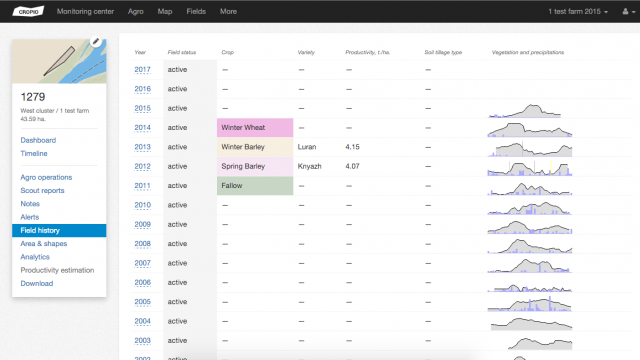 CROPIO Monitoring center Agro Map Fields More 1 test farm 2015
1279
West cluster / 1 test farm
43.59 ha.
Dashboard
Timeline
Agro operations
Scout reports
Notes
Alerts
Field history
Area & shapes
Analytics
Productivity estimation
Download
Year Field status Crop Variety Productivity, t./ha. Soil tillage type Vegetation and precipitations
2017 active — — — —
2016 active — — — —
2015 active — — — —
2014 active Winter Wheat — — —
2013 active Winter Barley Luran 4.15 —
2012 active Spring Barley Knyazh 4.07 —
2011 active Fallow — — —
2010 active — — — —
2009 active — — — —
2008 active — — — —
2007 active — — — —
2006 active — — — —
2005 active — — — —
2004 active — — — —
2003 active — — — —
2002 active — — — —